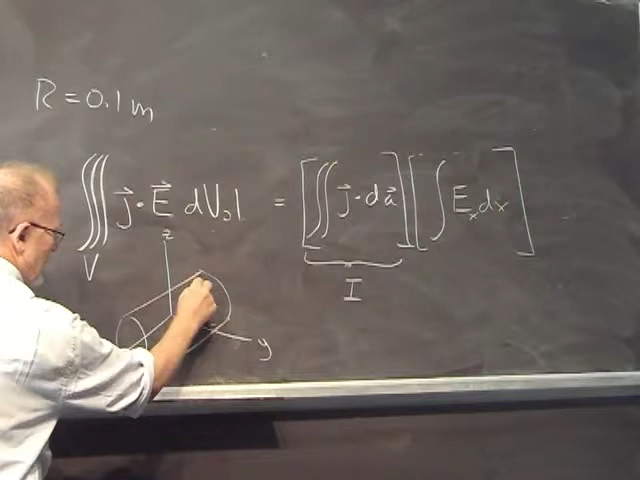 R = 0.1 m
∭ j⃗ · E⃗ dVol = [∬ j⃗ · da⃗] [∫ Eₓ dx]
V
I
z
y